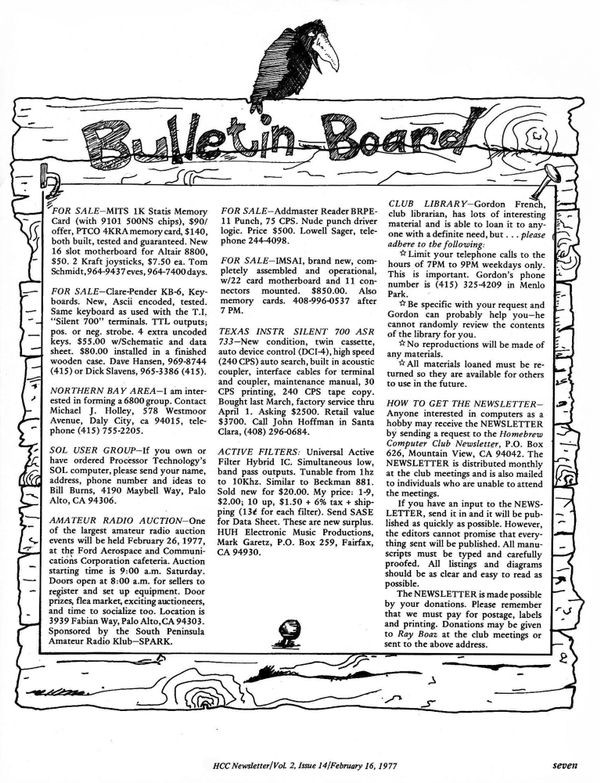 Bulletin Board
FOR SALE—MITS 1K Statis Memory
Card (with 9101 500NS chips), $90/
offer, PTCO 4KRA memory card, $140,
both built, tested and guaranteed. New
16 slot motherboard for Altair 8800,
$50. 2 Kraft joysticks, $7.50 ea. Tom
Schmidt, 964-9437 eves, 964-7400 days.
FOR SALE—Clare-Pender KB-6, Key-
boards. New, Ascii encoded, tested.
Same keyboard as used with the T.I.
"Silent 700" terminals. TTL outputs;
pos. or neg. strobe. 4 extra encoded
keys. $55.00 w/Schematic and data
sheet. $80.00 installed in a finished
wooden case. Dave Hansen, 969-8744
(415) or Dick Slavens, 965-3386 (415).
NORTHERN BAY AREA—I am inter-
ested in forming a 6800 group. Contact
Michael J. Holley, 578 Westmoor
Avenue, Daly City, ca 94015, tele-
phone (415) 755-2205.
SOL USER GROUP—If you own or
have ordered Processor Technology's
SOL computer, please send your name,
address, phone number and ideas to
Bill Burns, 4190 Maybell Way, Palo
Alto, CA 94306.
AMATEUR RADIO AUCTION—One
of the largest amateur radio auction
events will be held February 26, 1977,
at the Ford Aerospace and Communi-
cations Corporation cafeteria. Auction
starting time is 9:00 a.m. Saturday.
Doors open at 8:00 a.m. for sellers to
register and set up equipment. Door
prizes, flea market, exciting auctioneers,
and time to socialize too. Location is
3939 Fabian Way, Palo Alto, CA 94303.
Sponsored by the South Peninsula
Amateur Radio Klub—SPARK.
FOR SALE—Addmaster Reader BRPE-
11 Punch, 75 CPS. Nude punch driver
logic. Price $500. Lowell Sager, tele-
phone 244-4098.
FOR SALE—IMSAI, brand new, com-
pletely assembled and operational,
w/22 card motherboard and 11 con-
nectors mounted. $850.00. Also
memory cards. 408-996-0537 after
7 PM.
TEXAS INSTR SILENT 700 ASR
733—New condition, twin cassette,
auto device control (DCI-4), high speed
(240 CPS) auto search, built in acoustic
coupler, interface cables for terminal
and coupler, maintenance manual, 30
CPS printing, 240 CPS tape copy.
Bought last March, factory service thru
April 1. Asking $2500. Retail value
$3700. Call John Hoffman in Santa
Clara, (408) 296-0684.
ACTIVE FILTERS: Universal Active
Filter Hybrid IC. Simultaneous low,
band pass outputs. Tunable from 1hz
to 10Khz. Similar to Beckman 881.
Sold new for $20.00. My price: 1-9,
$2.00; 10 up, $1.50 + 6% tax + ship-
ping (13¢ for each filter). Send SASE
for Data Sheet. These are new surplus.
HUH Electronic Music Productions,
Mark Garetz, P.O. Box 259, Fairfax,
CA 94930.
CLUB LIBRARY—Gordon French,
club librarian, has lots of interesting
material and is able to loan it to any-
one with a definite need, but . . . please
adhere to the following:
☆Limit your telephone calls to the
hours of 7PM to 9PM weekdays only.
This is important. Gordon's phone
number is (415) 325-4209 in Menlo
Park.
☆Be specific with your request and
Gordon can probably help you—he
cannot randomly review the contents
of the library for you.
☆No reproductions will be made of
any materials.
☆All materials loaned must be re-
turned so they are available for others
to use in the future.
HOW TO GET THE NEWSLETTER—
Anyone interested in computers as a
hobby may receive the NEWSLETTER
by sending a request to the Homebrew
Computer Club Newsletter, P.O. Box
626, Mountain View, CA 94042. The
NEWSLETTER is distributed monthly
at the club meetings and is also mailed
to individuals who are unable to attend
the meetings.
If you have an input to the NEWS-
LETTER, send it in and it will be pub-
lished as quickly as possible. However,
the editors cannot promise that every-
thing sent will be published. All manu-
scripts must be typed and carefully
proofed. All listings and diagrams
should be as clear and easy to read as
possible.
The NEWSLETTER is made possible
by your donations. Please remember
that we must pay for postage, labels
and printing. Donations may be given
to Ray Boaz at the club meetings or
sent to the above address.
HCC Newsletter/Vol. 2, Issue 14/February 16, 1977
seven